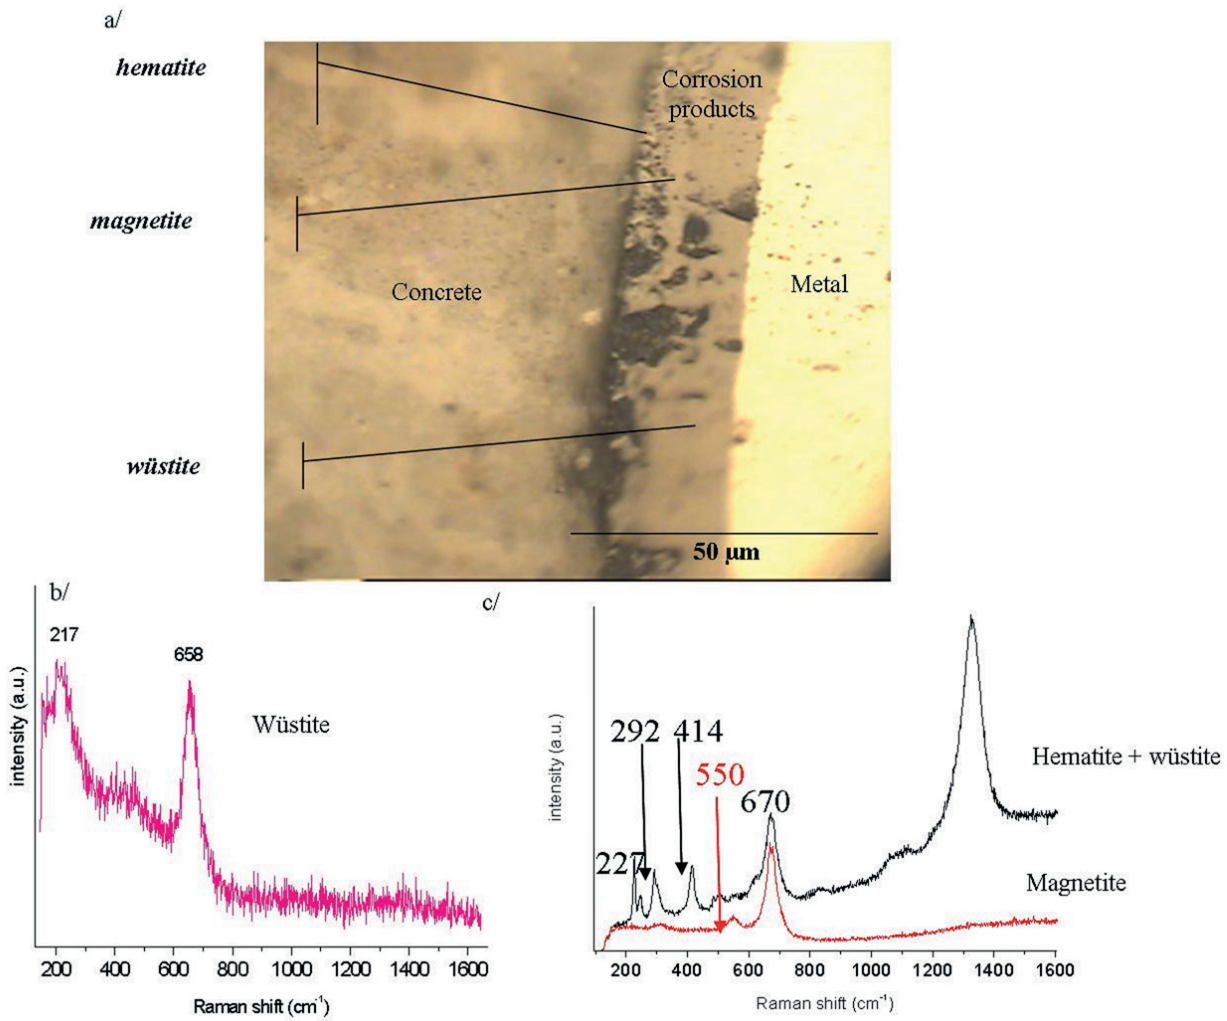 a/
hematite
Corrosion
products
magnetite
Concrete
Metal
wüstite
50 µm
b/
217
658
Wüstite
intensity (a.u.)
200 400 600 800 1000 1200 1400 1600
Raman shift (cm⁻¹)
c/
292 414
550
670
227
Hematite + wüstite
Magnetite
intensity (a.u.)
200 400 600 800 1000 1200 1400 1600
Raman shift (cm⁻¹)